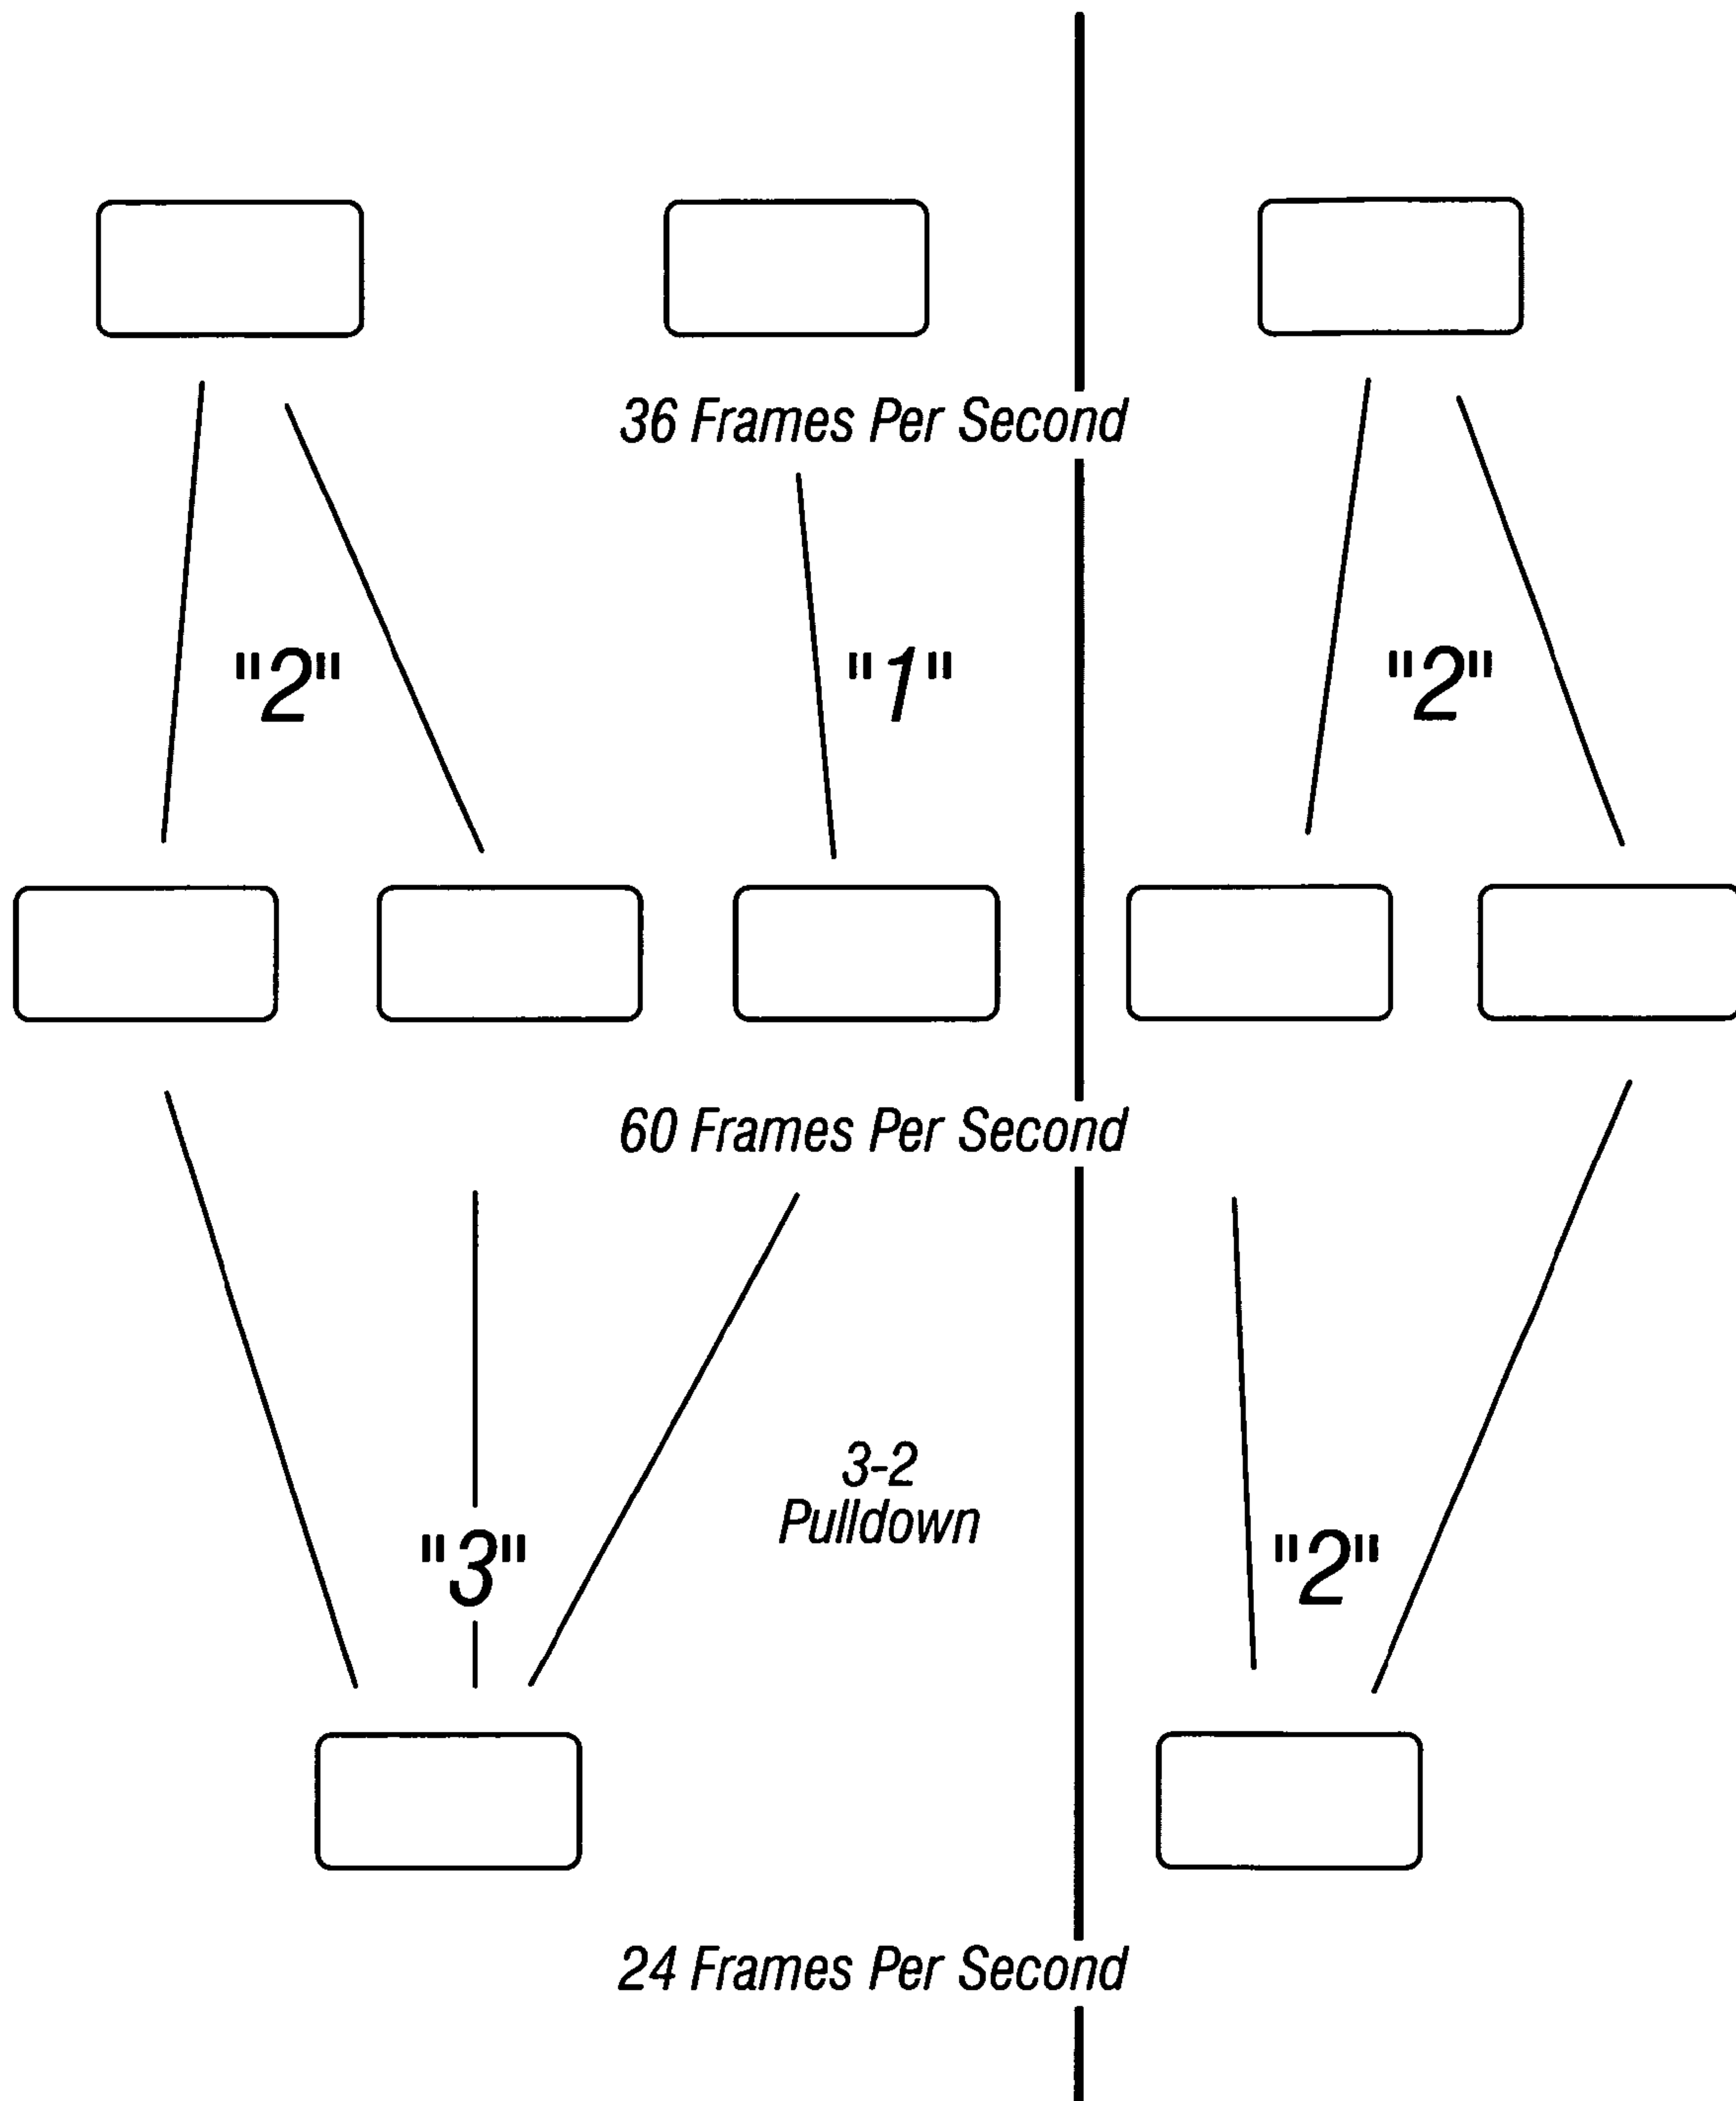 36 Frames Per Second
"2" "1" "2"
60 Frames Per Second
3-2
Pulldown
"3" "2"
24 Frames Per Second